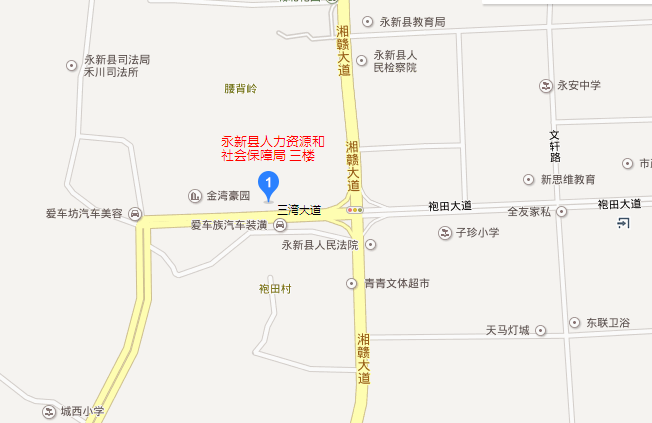 永新县教育局
湘赣大道
永新县司法局
禾川司法所
永新县人
民检察院
腰背岭
永安中学
文轩路
永新县人力资源和
社会保障局 三楼
湘赣大道
新思维教育
1
金湾豪园
爱车坊汽车美容
三湾大道
袍田大道
全友家私
袍田大道
爱车族汽车装潢
子珍小学
永新县人民法院
袍田村
青青文体超市
东联卫浴
天马灯城
湘赣大道
城西小学